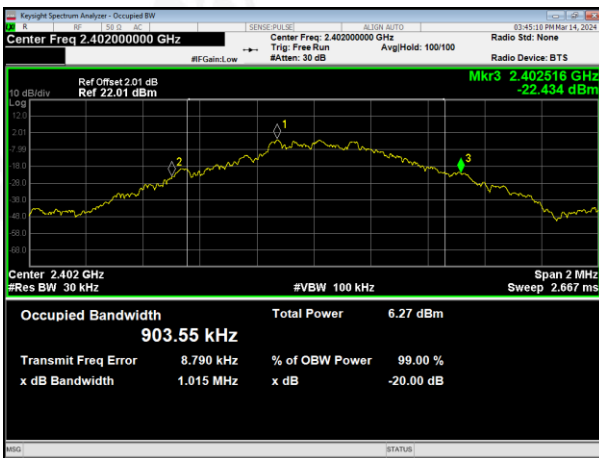 Keysight Spectrum Analyzer - Occupied BW
R RF 50 Ω AC SENSE:PULSE ALIGN AUTO 03:45:10 PM Mar 14, 2024
Center Freq 2.402000000 GHz Center Freq: 2.402000000 GHz Radio Std: None
Trig: Free Run Avg|Hold: 100/100
#IFGain:Low #Atten: 30 dB Radio Device: BTS
Mkr3 2.402516 GHz
Ref Offset 2.01 dB
10 dB/div Ref 22.01 dBm -22.434 dBm
Log
12.0
2.01
-7.99
-18.0
-28.0
-38.0
-48.0
-58.0
-68.0
1
2
3
Center 2.402 GHz Span 2 MHz
#Res BW 30 kHz #VBW 100 kHz Sweep 2.667 ms
Occupied Bandwidth Total Power 6.27 dBm
903.55 kHz
Transmit Freq Error 8.790 kHz % of OBW Power 99.00 %
x dB Bandwidth 1.015 MHz x dB -20.00 dB
MSG STATUS